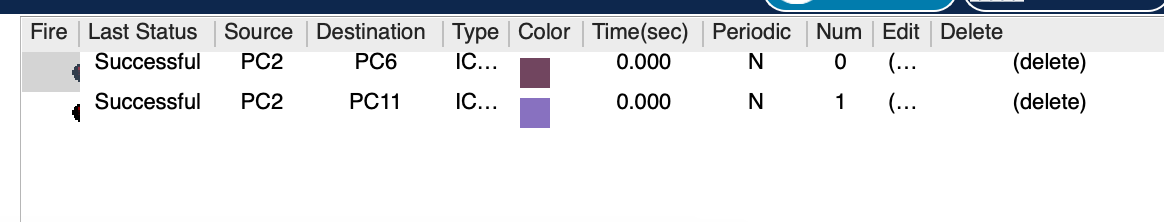 Fire Last Status Source Destination Type Color Time(sec) Periodic Num Edit Delete
Successful PC2 PC6 IC... 0.000 N 0 (... (delete)
Successful PC2 PC11 IC... 0.000 N 1 (... (delete)